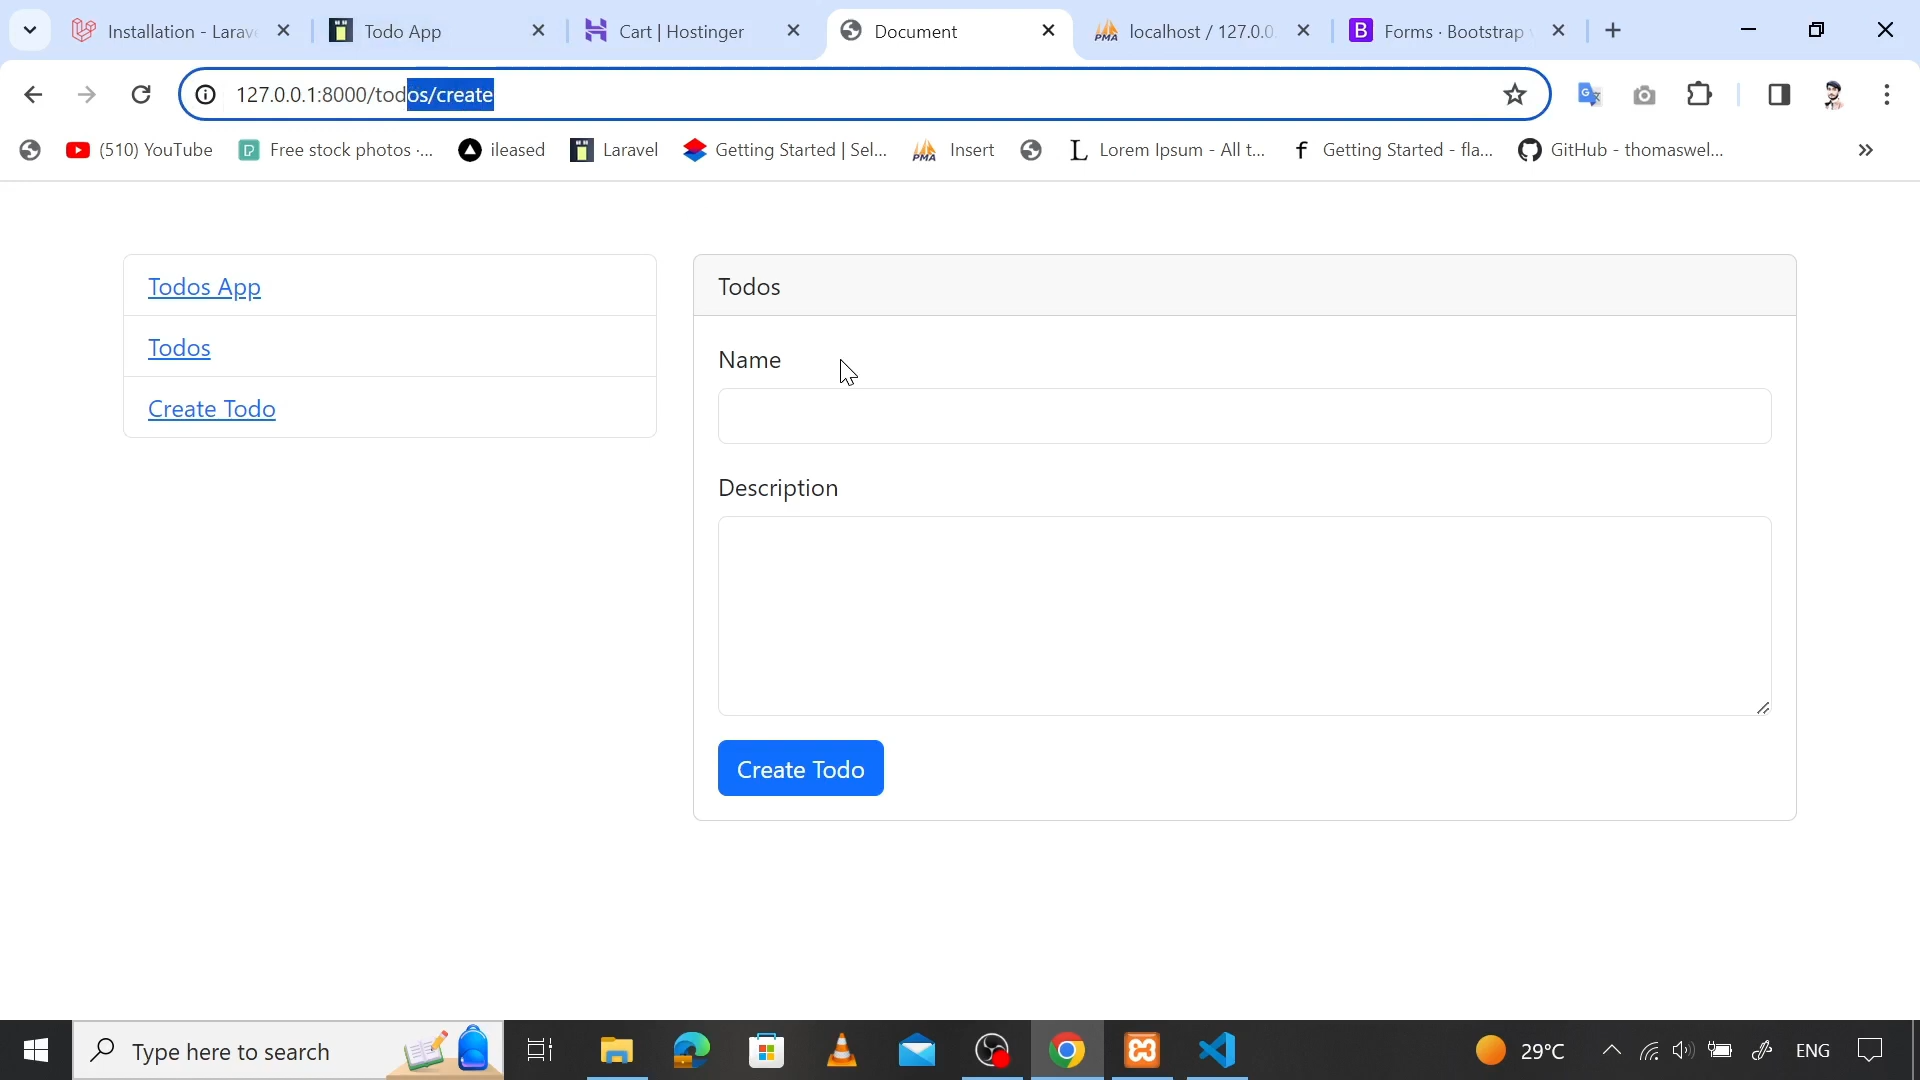 Installation - Larav
Todo App
Cart | Hostinger
Document
localhost / 127.0.0.
Forms · Bootstrap v
127.0.0.1:8000/todos/create
(510) YouTube
Free stock photos ·...
ileased
Laravel
Getting Started | Sel...
Insert
Lorem Ipsum - All t...
Getting Started - fla...
GitHub - thomaswel...
Todos App
Todos
Create Todo
Todos
Name
Description
Create Todo
Type here to search
29°C
ENG